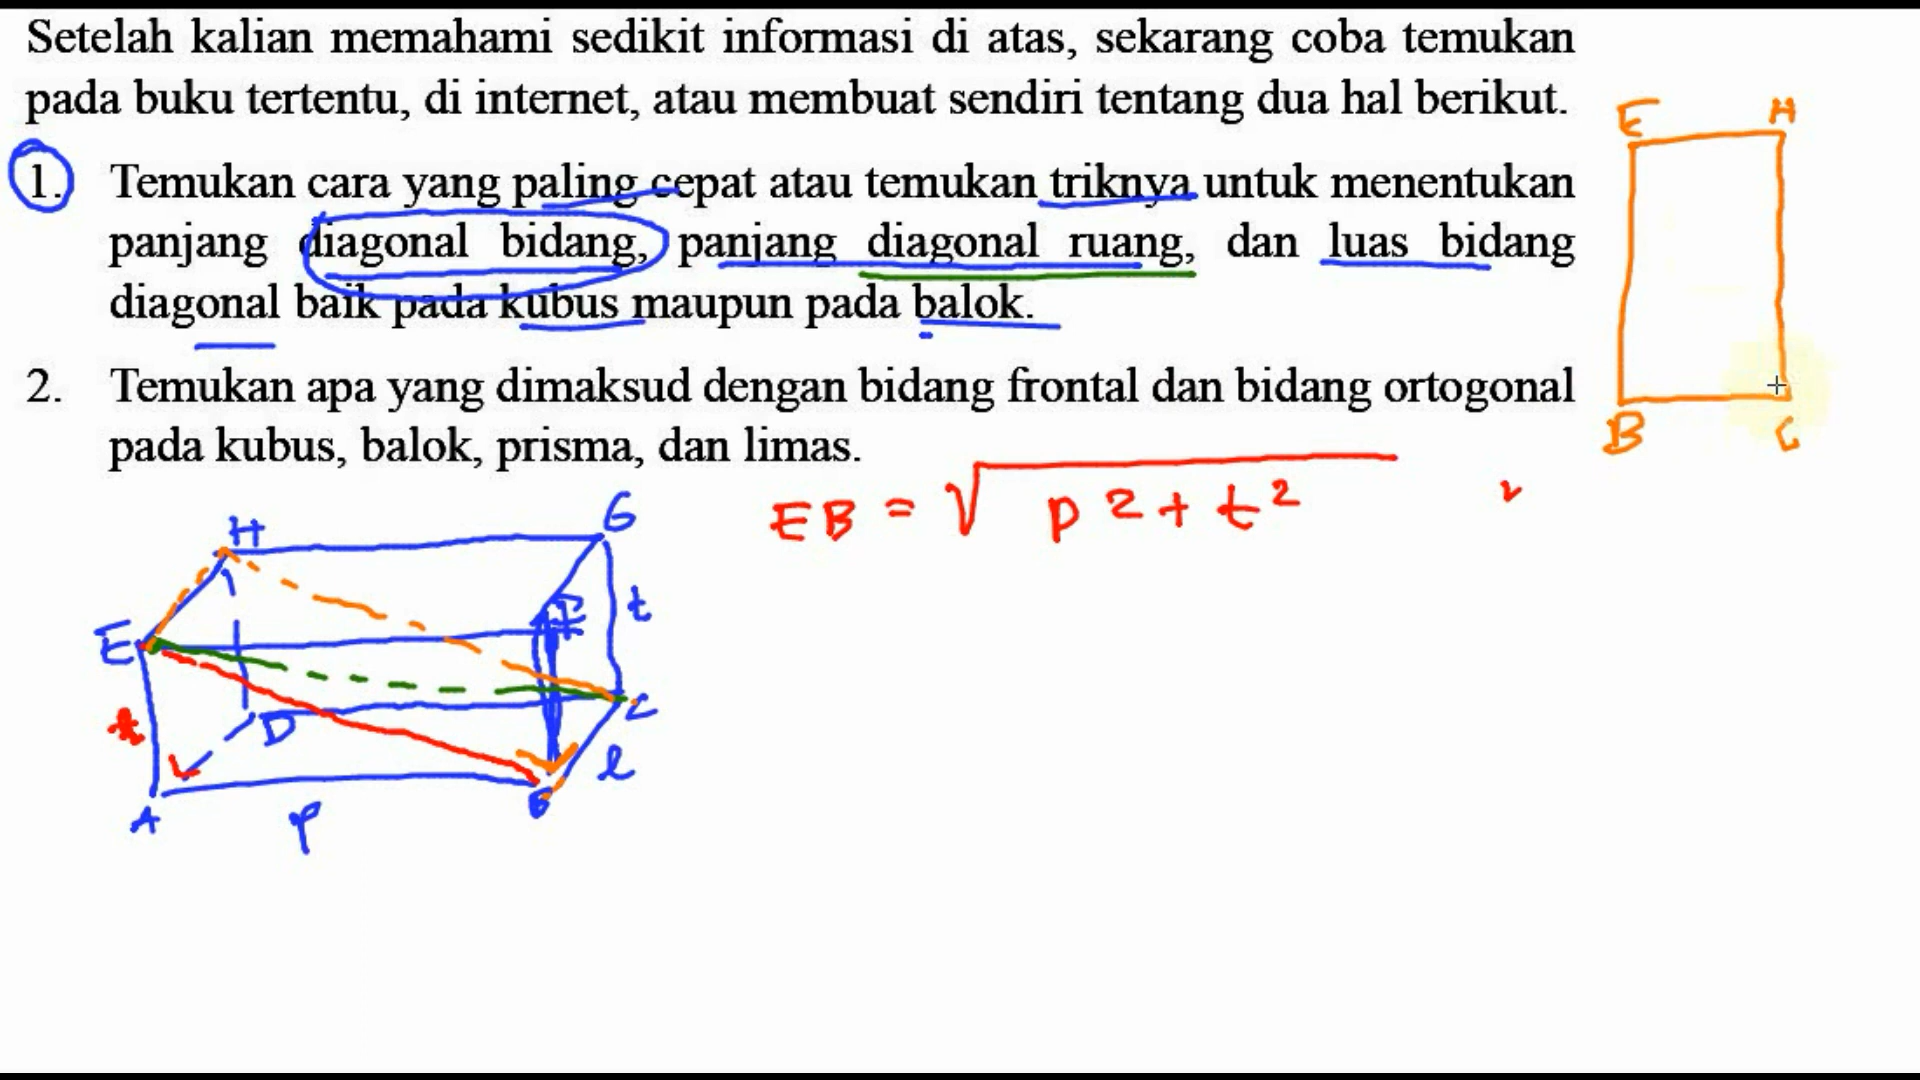 Setelah kalian memahami sedikit informasi di atas, sekarang coba temukan
pada buku tertentu, di internet, atau membuat sendiri tentang dua hal berikut.
1. Temukan cara yang paling cepat atau temukan triknya untuk menentukan
panjang diagonal bidang, panjang diagonal ruang, dan luas bidang
diagonal baik pada kubus maupun pada balok.
2. Temukan apa yang dimaksud dengan bidang frontal dan bidang ortogonal
pada kubus, balok, prisma, dan limas.
E H
B C
EB = √ p2 + t2
H G
E F t
t D C
l
A B
p